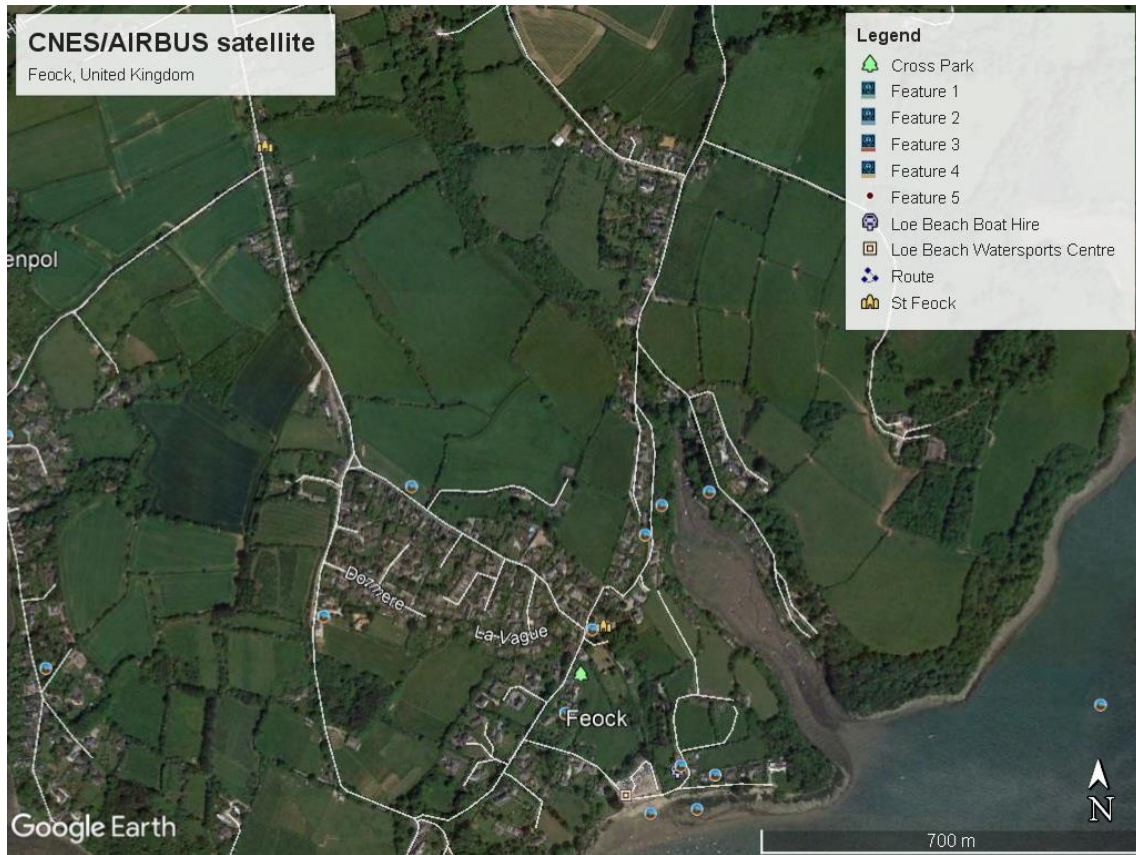 CNES/AIRBUS satellite
Feock, United Kingdom
Legend
Cross Park
Feature 1
Feature 2
Feature 3
Feature 4
Feature 5
Loe Beach Boat Hire
Loe Beach Watersports Centre
Route
St Feock
enpol
La-Vague
Feock
Google Earth
N
700 m